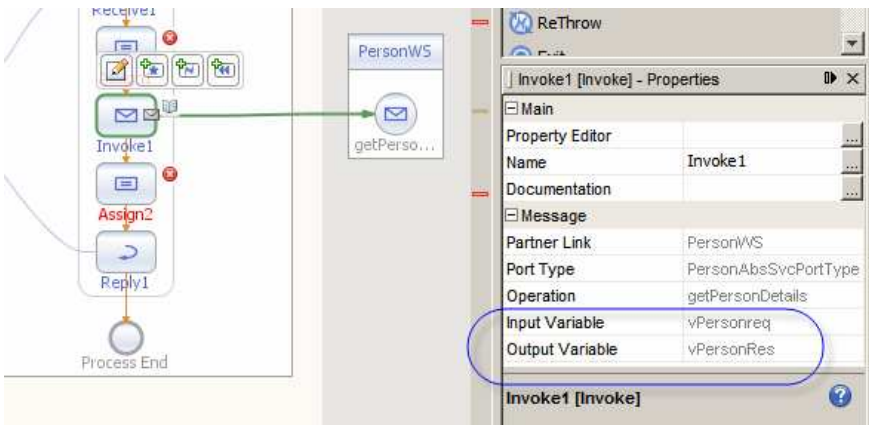 Receive1
PersonWS
getPerso...
Invoke1
Assign2
Reply1
Process End
ReThrow
Exit
Invoke1 [Invoke] - Properties
Main
Property Editor
...
Name Invoke1 ...
Documentation ...
Message
Partner Link PersonWS
Port Type PersonAbsSvcPortType
Operation getPersonDetails
Input Variable vPersonreq
Output Variable vPersonRes
Invoke1 [Invoke]